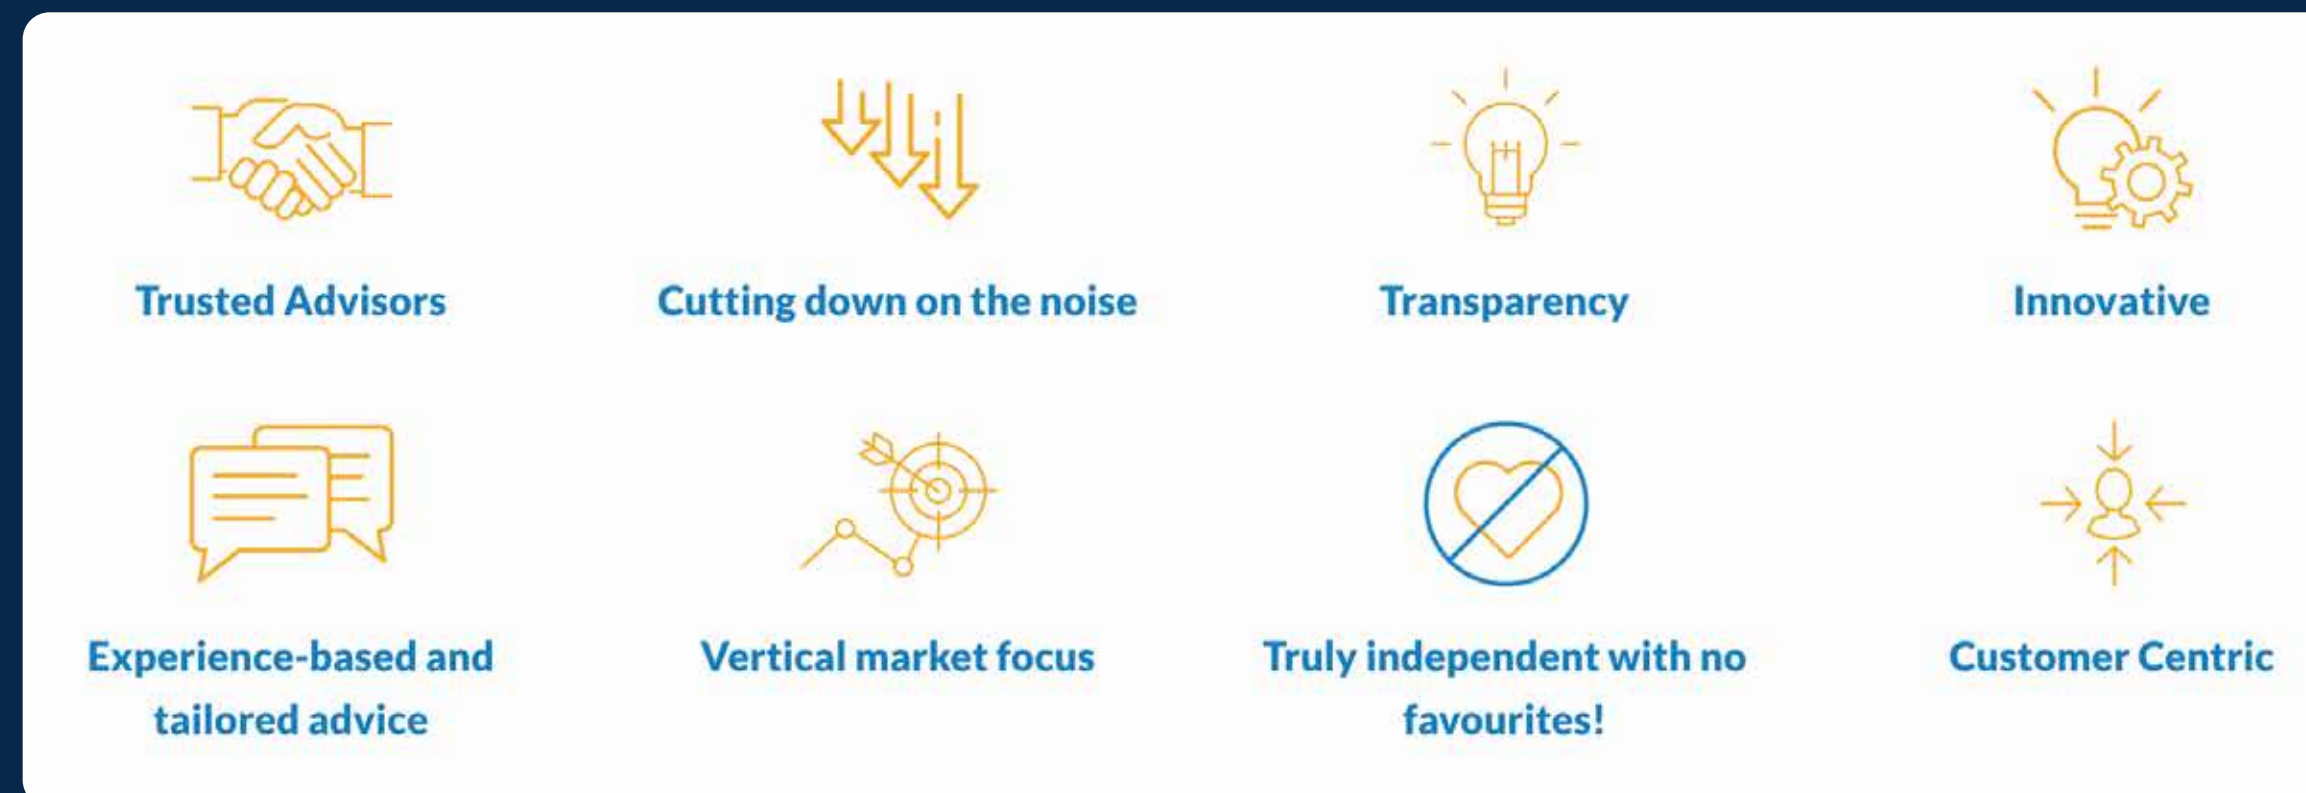 Trusted Advisors
Cutting down on the noise
Transparency
Innovative
Experience-based and
tailored advice
Vertical market focus
Truly independent with no
favourites!
Customer Centric